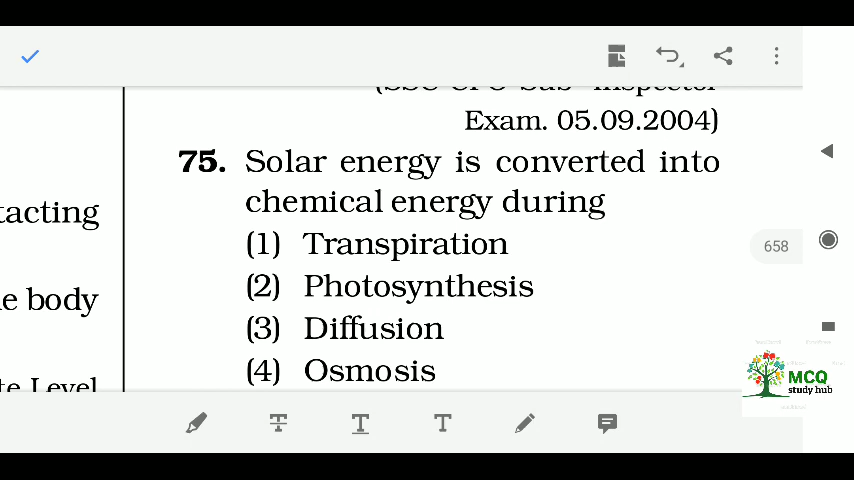 Exam. 05.09.2004)
75. Solar energy is converted into
chemical energy during
(1) Transpiration
(2) Photosynthesis
(3) Diffusion
(4) Osmosis
tacting
e body
te Level
658
MCQ
study hub